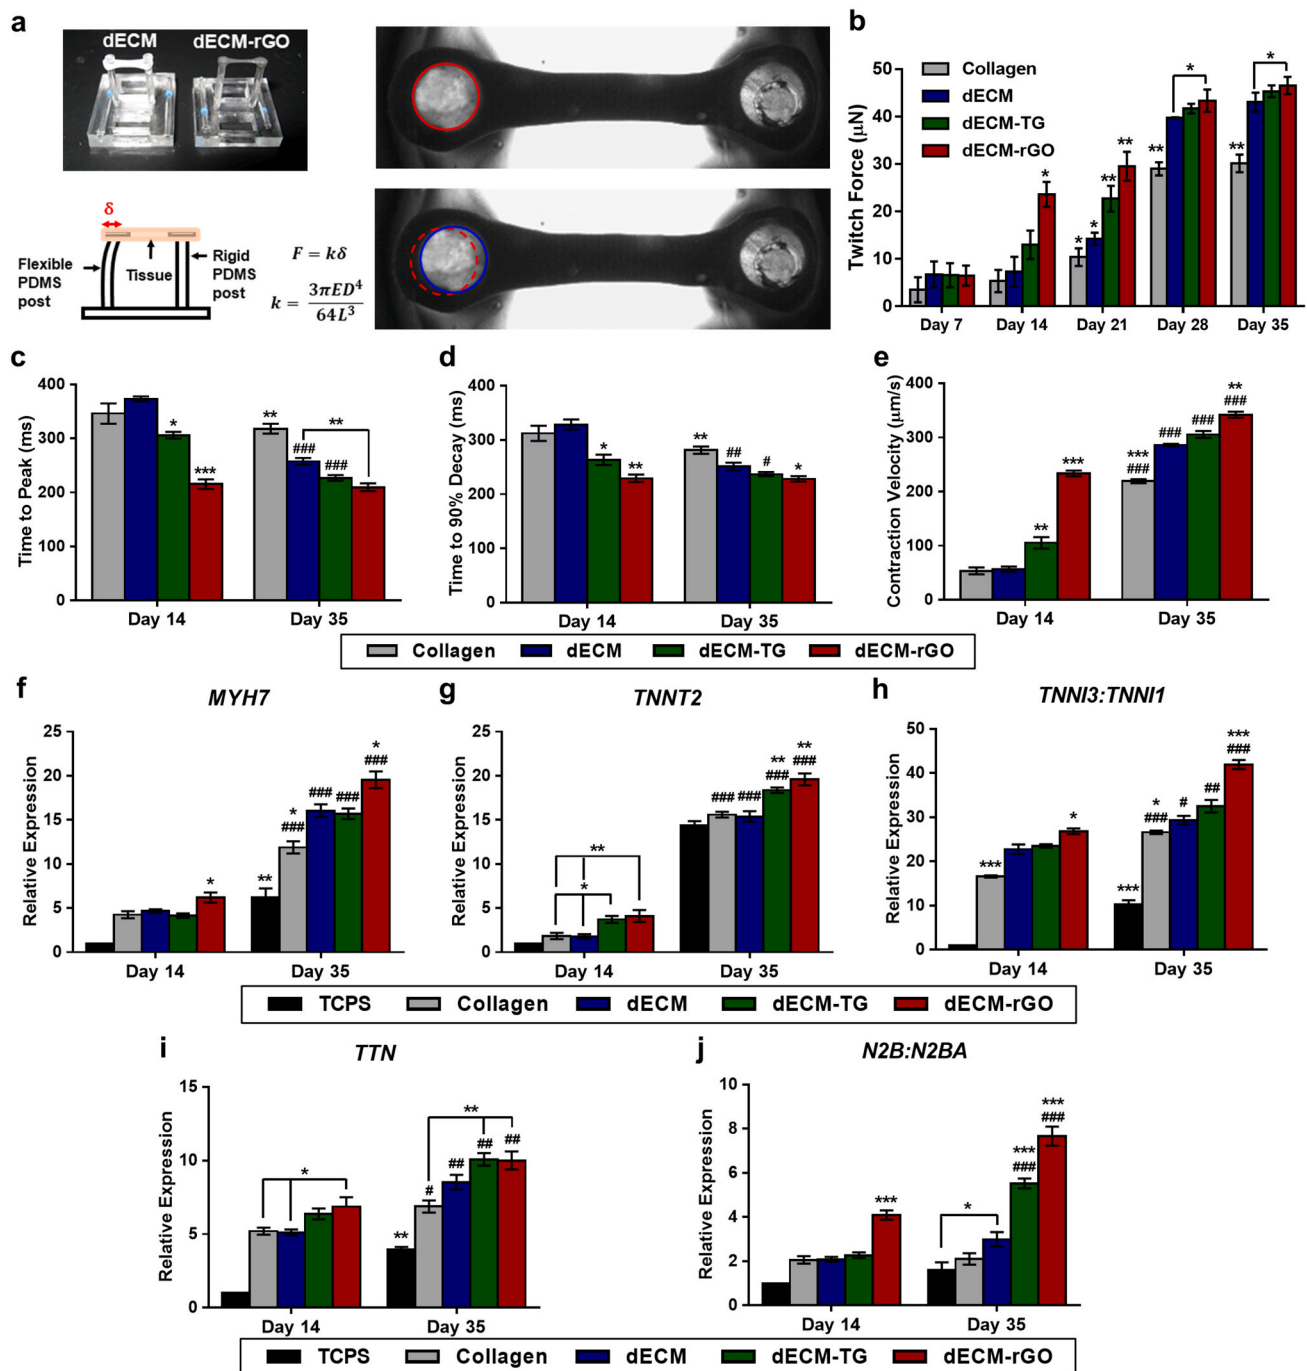 a
dECM
dECM-rGO
δ
Flexible
PDMS
post
Tissue
Rigid
PDMS
post
F = kδ
k = 3πED⁴ / 64L³
b
Twitch Force (µN)
50
40
30
20
10
0
Collagen
dECM
dECM-TG
dECM-rGO
* * * ** ** ** * ** *
Day 7 Day 14 Day 21 Day 28 Day 35
c
Time to Peak (ms)
400
300
200
100
0
* *** ** ### ### **
Day 14 Day 35
d
Time to 90% Decay (ms)
400
300
200
100
0
* ** ** ## # *
Day 14 Day 35
e
Contraction Velocity (µm/s)
400
300
200
100
0
** *** *** ### ### ### ** ###
Day 14 Day 35
Collagen dECM dECM-TG dECM-rGO
f
MYH7
Relative Expression
25
20
15
10
5
0
* ** * ### ### ### * ###
Day 14 Day 35
g
TNNT2
Relative Expression
25
20
15
10
5
0
** * ### ### ** ### ** ###
Day 14 Day 35
h
TNNI3:TNNI1
Relative Expression
50
40
30
20
10
0
*** * *** * ### # ## *** ###
Day 14 Day 35
TCPS Collagen dECM dECM-TG dECM-rGO
i
TTN
Relative Expression
15
10
5
0
* ** # ## ## ## **
Day 14 Day 35
j
N2B:N2BA
Relative Expression
10
8
6
4
2
0
*** * *** ### *** ###
Day 14 Day 35
TCPS Collagen dECM dECM-TG dECM-rGO